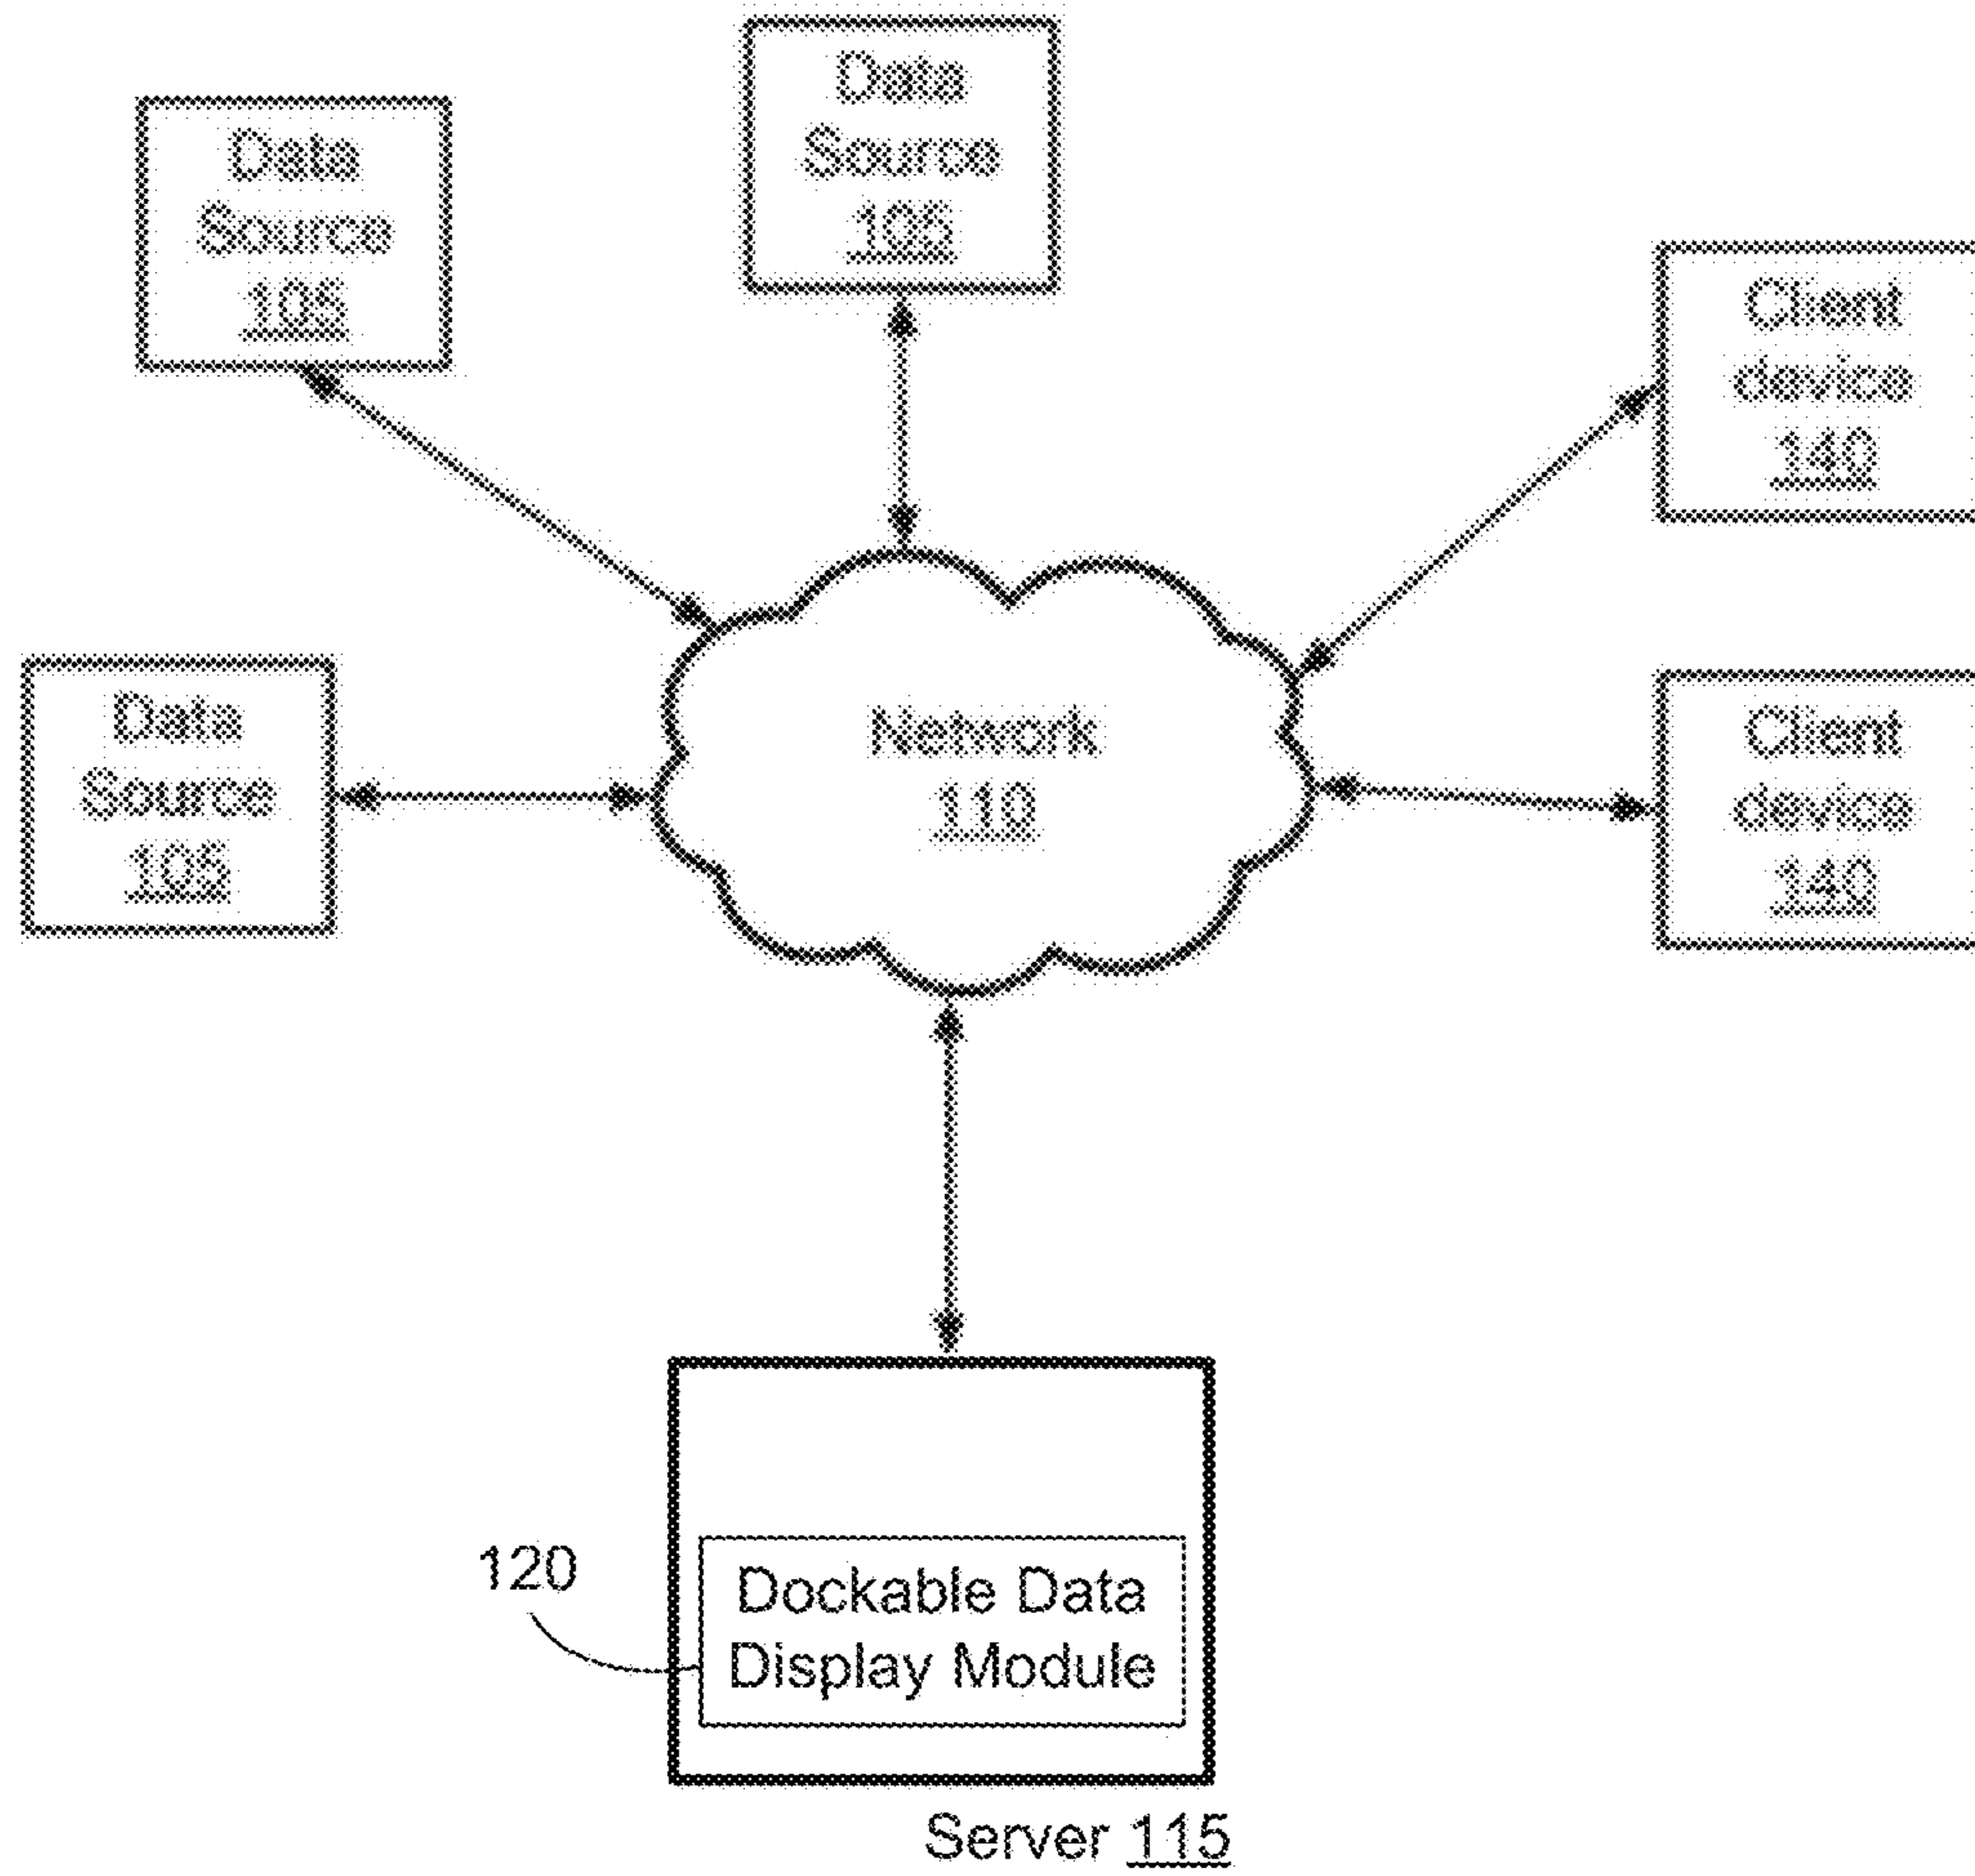 Data
Source
105
Data
Source
105
Client
device
140
Data
Source
105
Network
110
Client
device
140
120
Dockable Data
Display Module
Server 115